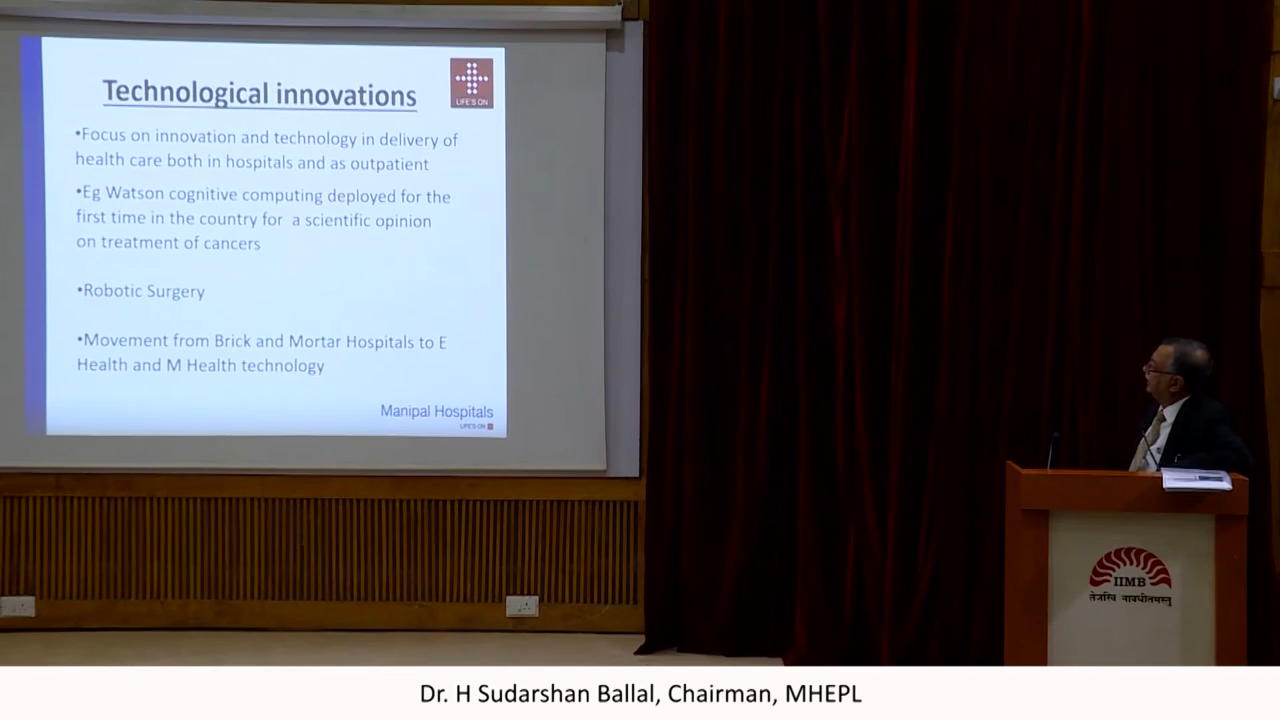 Technological innovations
LIFE'S ON
•Focus on innovation and technology in delivery of
health care both in hospitals and as outpatient
•Eg Watson cognitive computing deployed for the
first time in the country for a scientific opinion
on treatment of cancers
•Robotic Surgery
•Movement from Brick and Mortar Hospitals to E
Health and M Health technology
Manipal Hospitals
LIFE'S ON
IIMB
तेजस्वि नावधीतमस्तु
Dr. H Sudarshan Ballal, Chairman, MHEPL